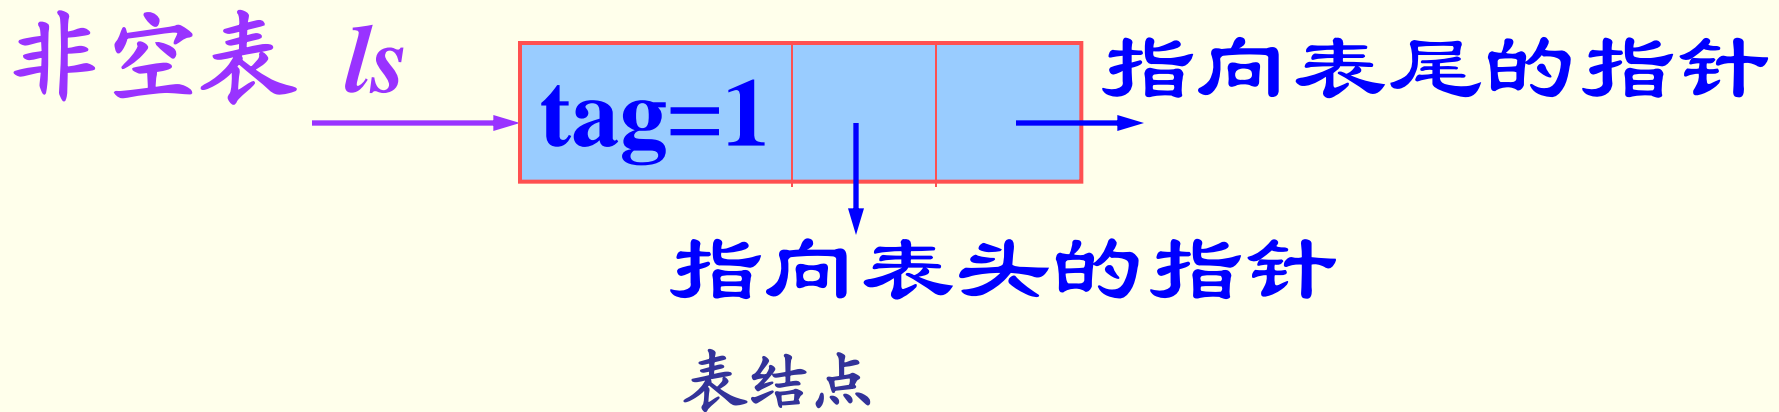 非空表 ls
tag=1
指向表尾的指针
指向表头的指针
表结点